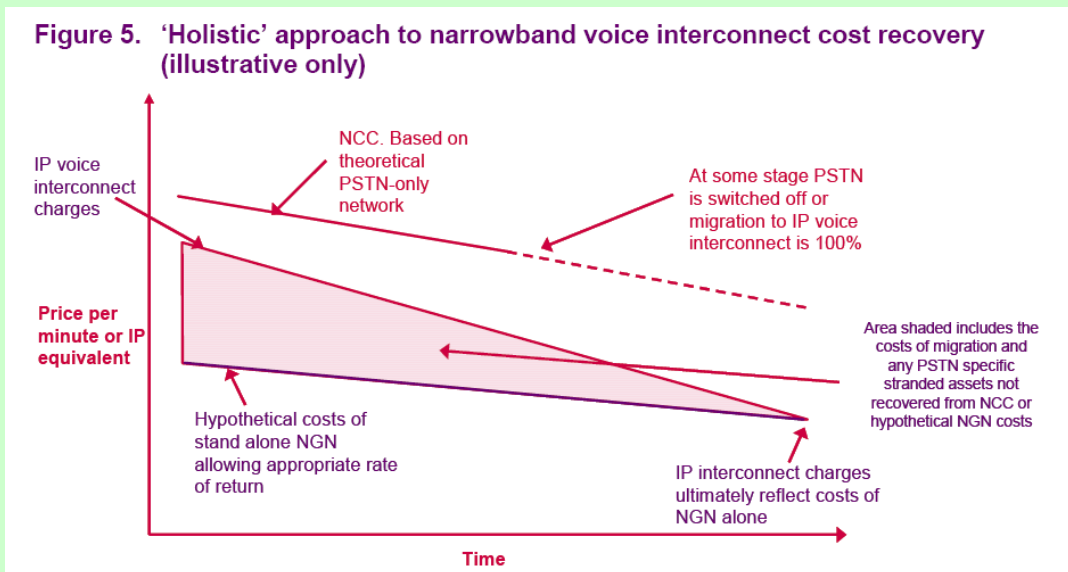 Figure 5. ‘Holistic’ approach to narrowband voice interconnect cost recovery
(illustrative only)
IP voice
interconnect
charges
NCC. Based on
theoretical
PSTN-only
network
At some stage PSTN
is switched off or
migration to IP voice
interconnect is 100%
Price per
minute or IP
equivalent
Area shaded includes the
costs of migration and
any PSTN specific
stranded assets not
recovered from NCC or
hypothetical NGN costs
Hypothetical costs of
stand alone NGN
allowing appropriate rate
of return
IP interconnect charges
ultimately reflect costs of
NGN alone
Time